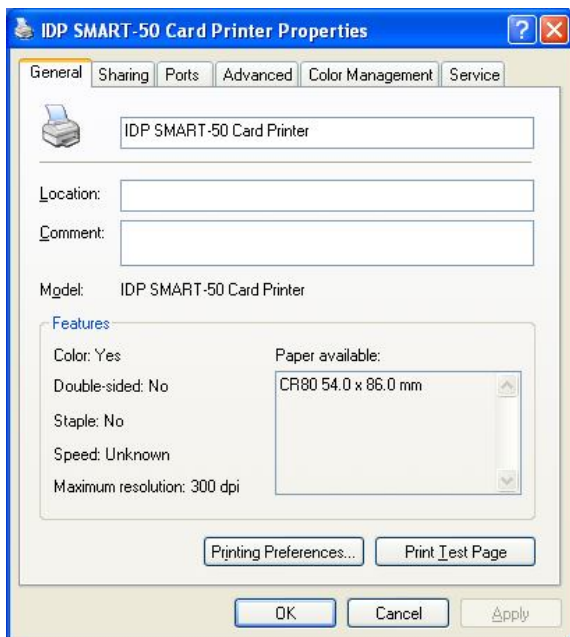 IDP SMART-50 Card Printer Properties
General Sharing Ports Advanced Color Management Service
IDP SMART-50 Card Printer
Location:
Comment:
Model: IDP SMART-50 Card Printer
Features
Color: Yes Paper available:
Double-sided: No CR80 54.0 x 86.0 mm
Staple: No
Speed: Unknown
Maximum resolution: 300 dpi
Printing Preferences... Print Test Page
OK Cancel Apply